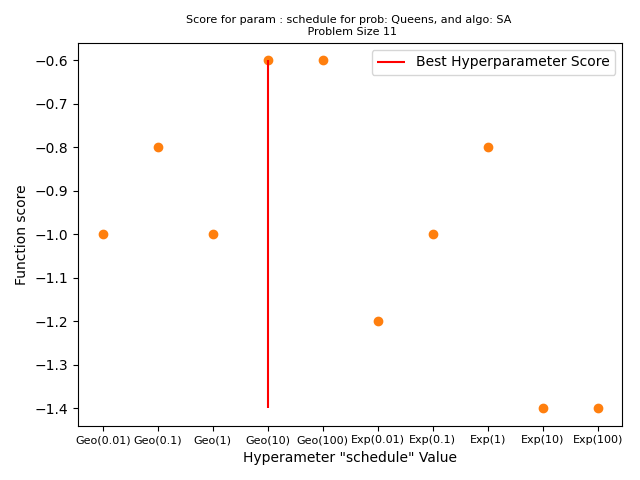 Score for param : schedule for prob: Queens, and algo: SA
Problem Size 11
Best Hyperparameter Score
Function score
−0.6
−0.7
−0.8
−0.9
−1.0
−1.1
−1.2
−1.3
−1.4
Geo(0.01) Geo(0.1) Geo(1) Geo(10) Geo(100) Exp(0.01) Exp(0.1) Exp(1) Exp(10) Exp(100)
Hyperameter "schedule" Value